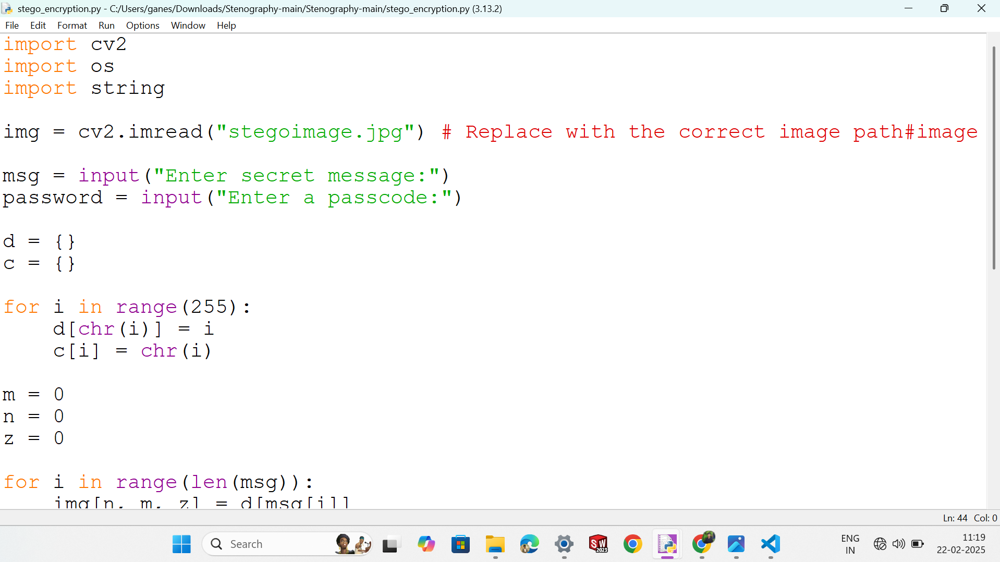 stego_encryption.py - C:/Users/ganes/Downloads/Stenography-main/Stenography-main/stego_encryption.py (3.13.2)
File Edit Format Run Options Window Help
import cv2
import os
import string
img = cv2.imread("stegoimage.jpg") # Replace with the correct image path#image
msg = input("Enter secret message:")
password = input("Enter a passcode:")
d = {}
c = {}
for i in range(255):
    d[chr(i)] = i
    c[i] = chr(i)
m = 0
n = 0
z = 0
for i in range(len(msg)):
    img[n, m, z] = d[msg[i]]
Ln: 44 Col: 0
Search
SW
2023
ENG
IN
11:19
22-02-2025